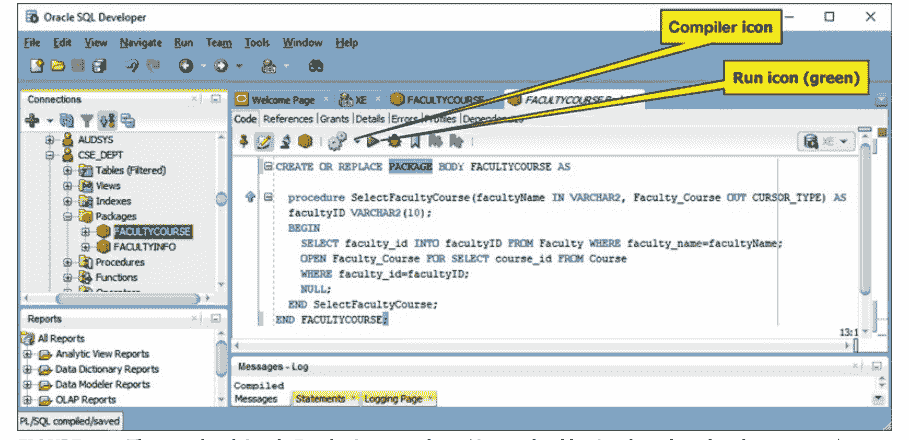 Oracle SQL Developer
Compiler icon
File Edit View Navigate Run Team Tools Window Help
Run icon (green)
Connections
AUDSYS
CSE_DEPT
Tables (Filtered)
Views
Indexes
Packages
FACULTYCOURSE
FACULTYINFO
Procedures
Functions
Reports
All Reports
Analytic View Reports
Data Dictionary Reports
Data Modeler Reports
OLAP Reports
Welcome Page
XE
FACULTYCOURSE
Code References Grants Details Errors Profiles
XE
CREATE OR REPLACE PACKAGE BODY FACULTYCOURSE AS
procedure SelectFacultyCourse(facultyName IN VARCHAR2, Faculty_Course OUT CURSOR_TYPE) AS
facultyID VARCHAR2(10);
BEGIN
SELECT faculty_id INTO facultyID FROM Faculty WHERE faculty_name=facultyName;
OPEN Faculty_Course FOR SELECT course_id FROM Course
WHERE faculty_id=facultyID;
NULL;
END SelectFacultyCourse;
END FACULTYCOURSE;
13:1
Messages - Log
Compiled
Messages Statements Logging Page
PL/SQL compiled/saved